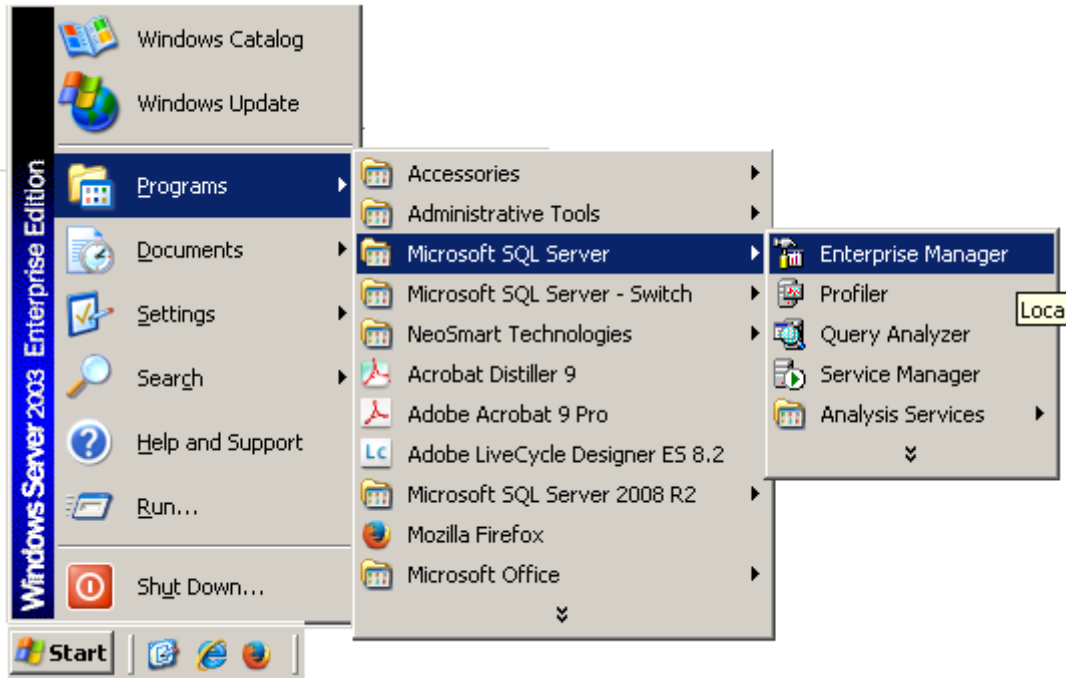 Windows Server 2003 Enterprise Edition
Windows Catalog
Windows Update
Programs
Documents
Settings
Search
Help and Support
Run...
Shut Down...
Start
Accessories
Administrative Tools
Microsoft SQL Server
Microsoft SQL Server - Switch
NeoSmart Technologies
Acrobat Distiller 9
Adobe Acrobat 9 Pro
Lc Adobe LiveCycle Designer ES 8.2
Microsoft SQL Server 2008 R2
Mozilla Firefox
Microsoft Office
Enterprise Manager
Profiler
Loca
Query Analyzer
Service Manager
Analysis Services